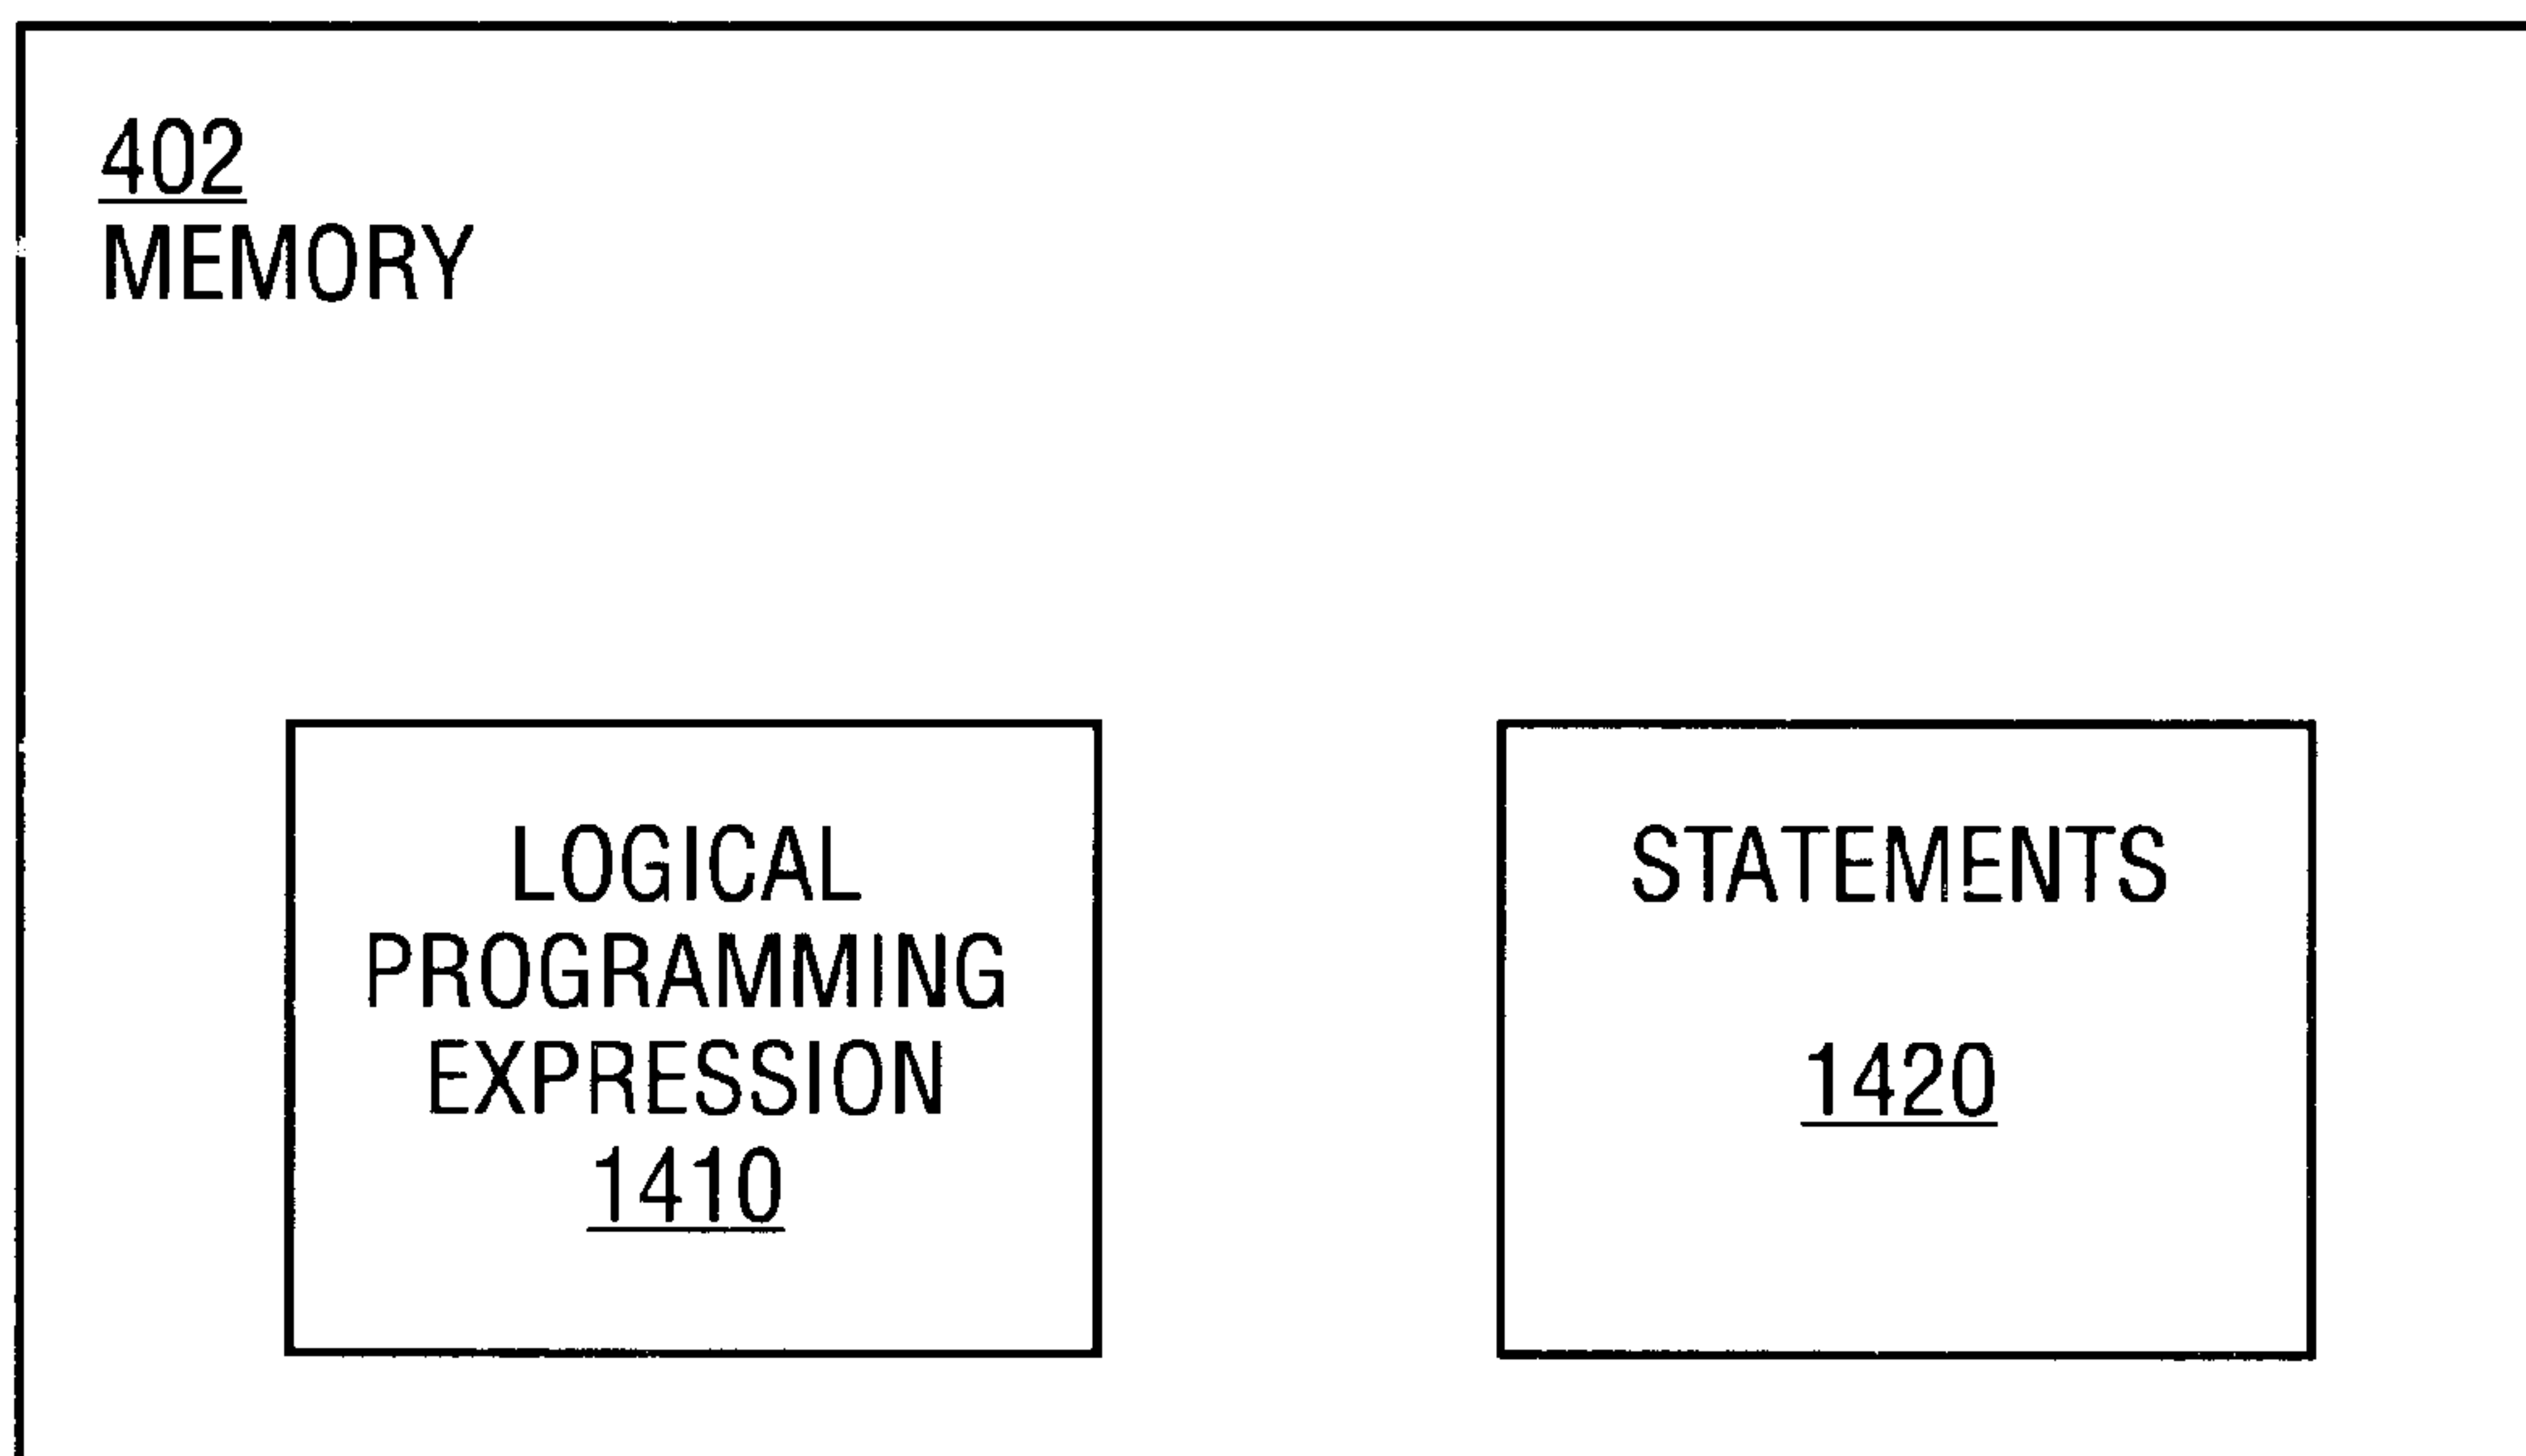 402
MEMORY
LOGICAL
PROGRAMMING
EXPRESSION
1410
STATEMENTS
1420